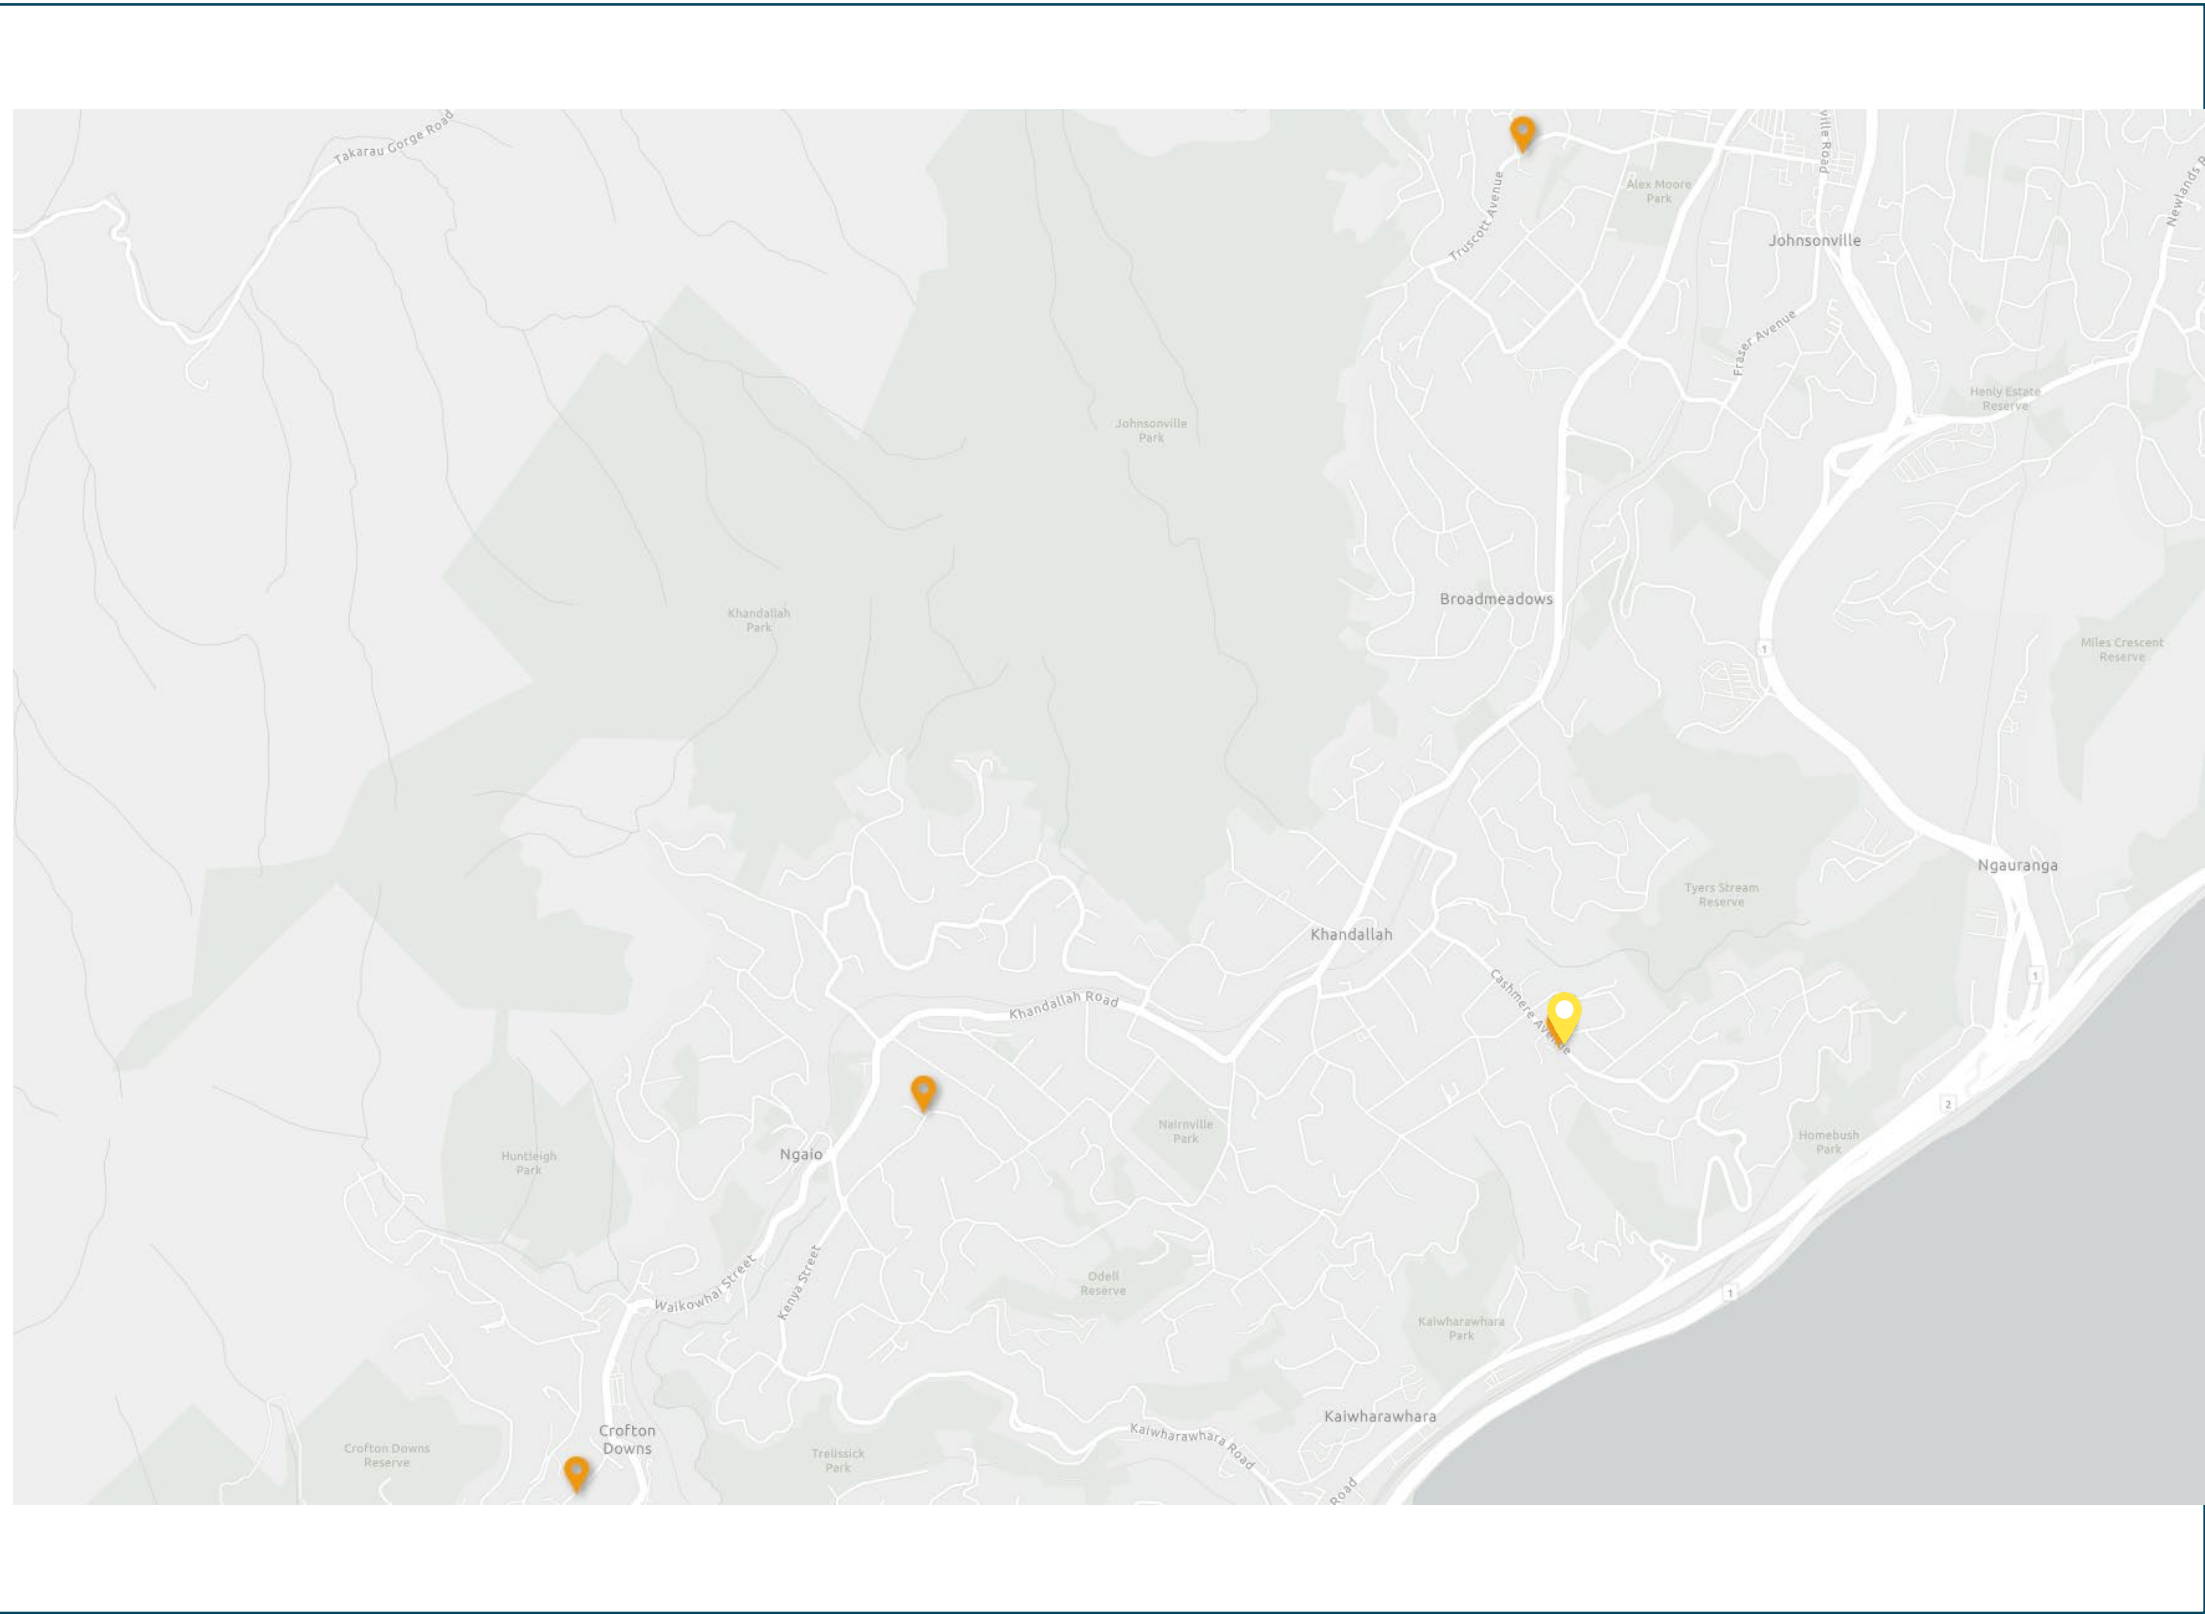 Takarau Gorge Road
ville Road
Newlands R
Alex Moore
Park
Truscott Avenue
Johnsonville
Fraser Avenue
Henly Estate
Reserve
Johnsonville
Park
Broadmeadows
Khandallah
Park
1
Miles Crescent
Reserve
Ngauranga
Tyers Stream
Reserve
Khandallah
1
Cashmere Avenue
Khandallah Road
2
Nairnville
Park
Homebush
Park
Ngaio
Huntleigh
Park
Odell
Reserve
Waikowhai Street
Kenya Street
1
Kaiwharawhara
Park
Kaiwharawhara
Crofton
Downs
Kaiwharawhara Road
Crofton Downs
Reserve
Trelissick
Park
Road